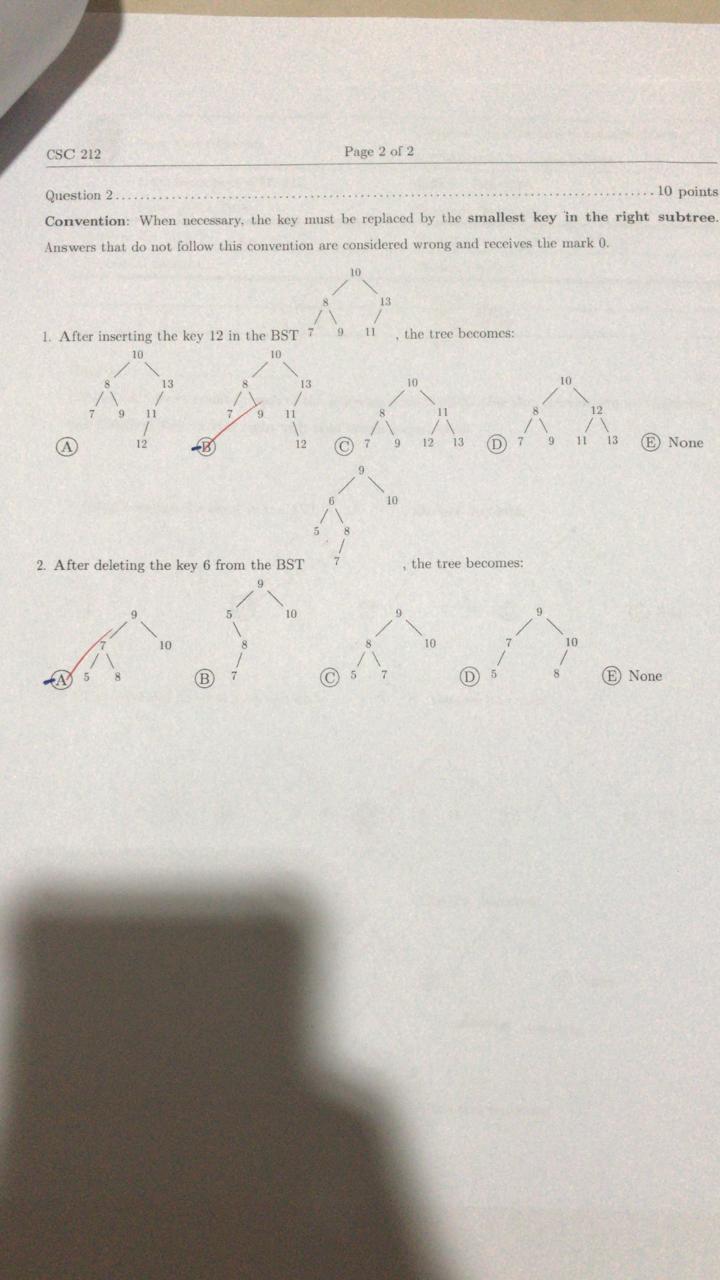 CSC 212 Page 2 of 2
Question 2.......................................................................................10 points
Convention: When necessary, the key must be replaced by the smallest key in the right subtree.
Answers that do not follow this convention are considered wrong and receives the mark 0.
10
8 13
1. After inserting the key 12 in the BST 7 9 11 , the tree becomes:
10 10
8 13 8 13 10 10
7 9 11 7 9 11 8 11 8 12
A 12 B 12 C 7 9 12 13 D 7 9 11 13 E None
9
6 10
5 8
2. After deleting the key 6 from the BST 7 , the tree becomes:
9
9 5 10 9 9
7 10 8 8 10 7 10
A 5 8 B 7 C 5 7 D 5 8 E None